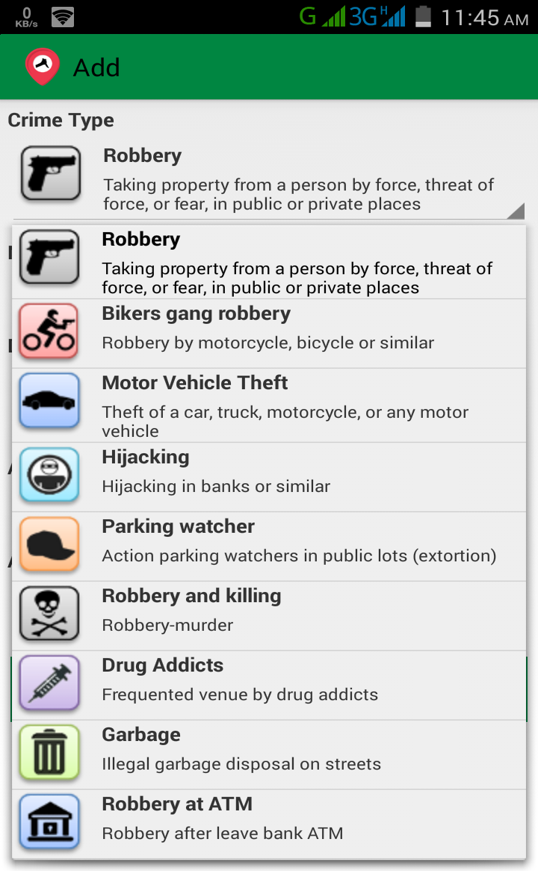 0
KB/s
G 3G H 11:45 AM
Add
Crime Type
Robbery
Taking property from a person by force, threat of
force, or fear, in public or private places
Robbery
Taking property from a person by force, threat of
force, or fear, in public or private places
Bikers gang robbery
Robbery by motorcycle, bicycle or similar
Motor Vehicle Theft
Theft of a car, truck, motorcycle, or any motor
vehicle
Hijacking
Hijacking in banks or similar
Parking watcher
Action parking watchers in public lots (extortion)
Robbery and killing
Robbery-murder
Drug Addicts
Frequented venue by drug addicts
Garbage
Illegal garbage disposal on streets
Robbery at ATM
Robbery after leave bank ATM